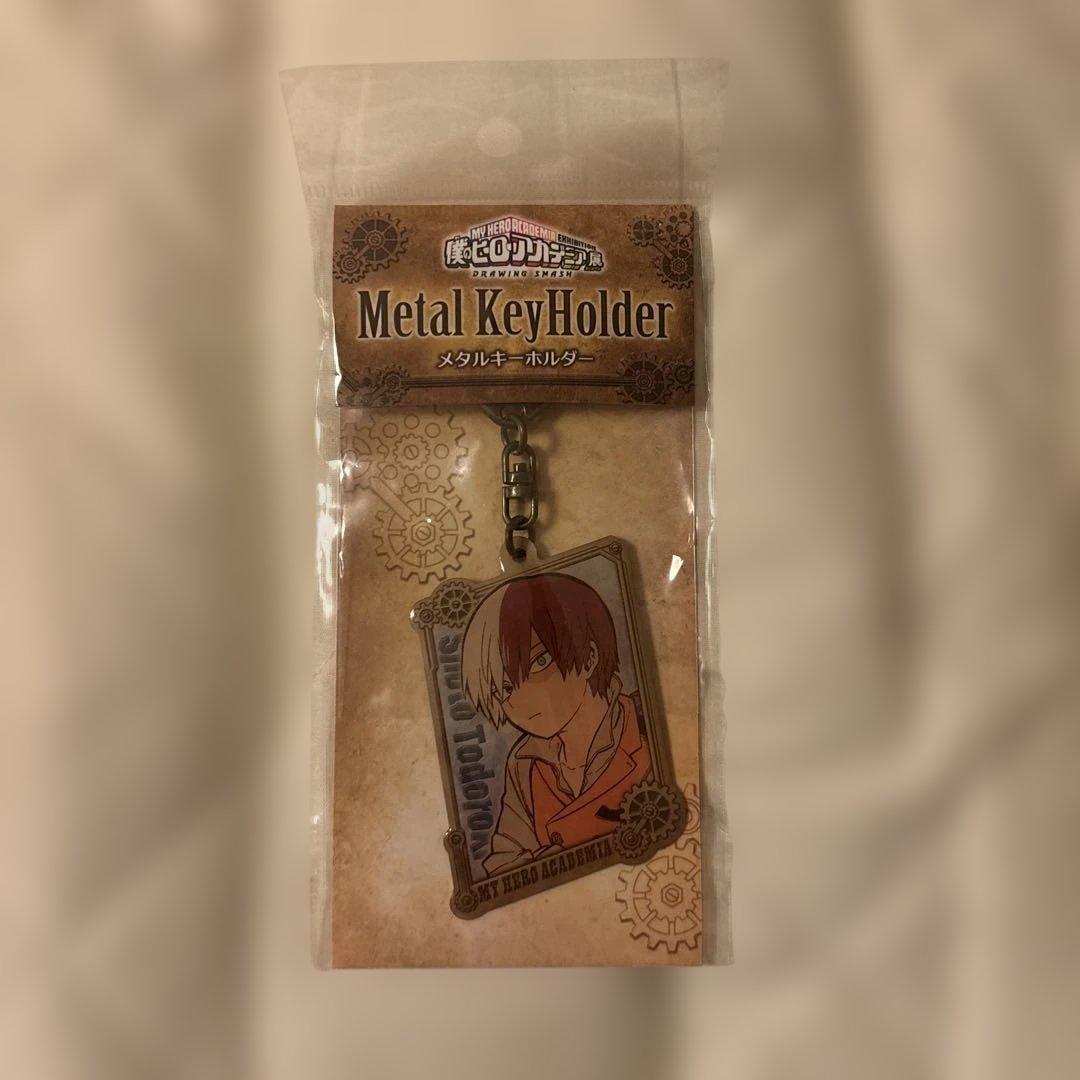 MY HERO ACADEMIA EXHIBITION
僕のヒーローアカデミア展
DRAWING SMASH
Metal KeyHolder
メタルキーホルダー
Shoto Todoroki
MY HERO ACADEMIA